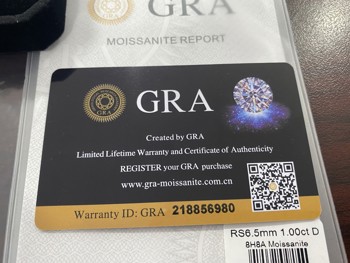 GRA
MOISSANITE REPORT
GRA
GRA
Created by GRA
Limited Lifetime Warranty and Certificate of Authenticity
REGISTER your GRA purchase
www.gra-moissanite.com.cn
Warranty ID: GRA 218856980
RS6.5mm 1.00ct D
8H8A Moissanite